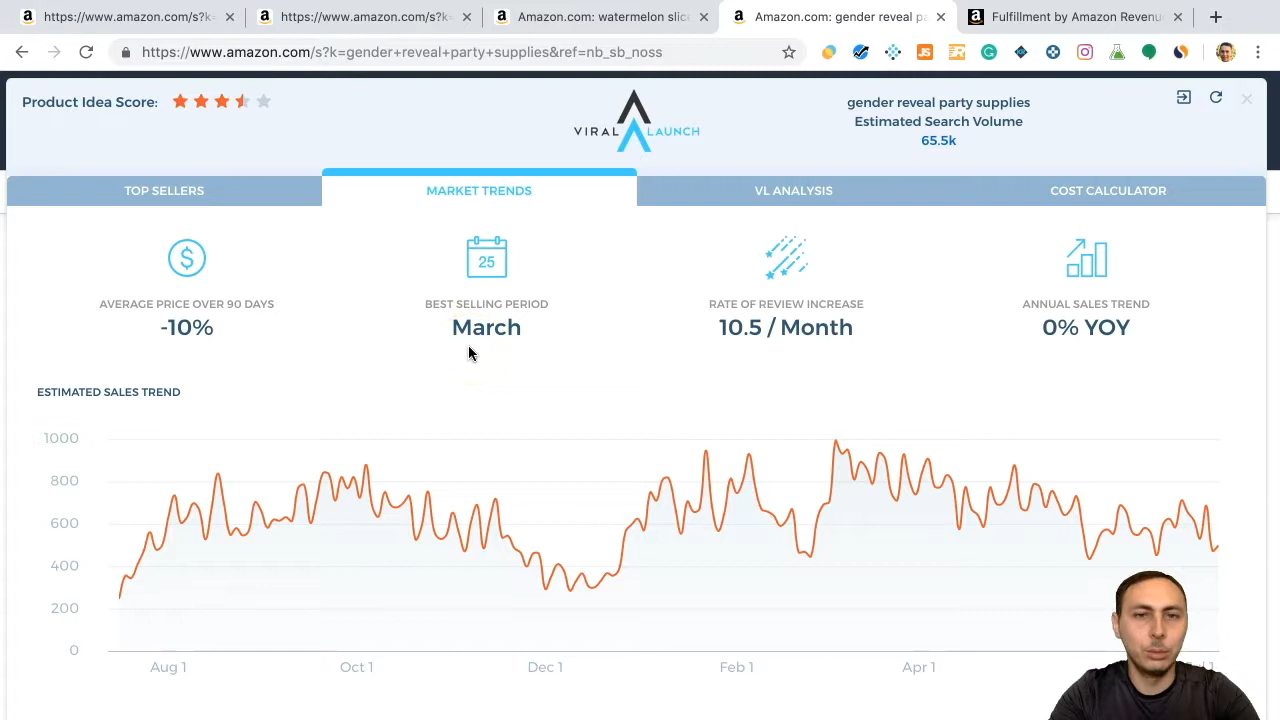 https://www.amazon.com/s?k=
https://www.amazon.com/s?k=
Amazon.com: watermelon slice
Amazon.com: gender reveal pa
Fulfillment by Amazon Revenu
https://www.amazon.com/s?k=gender+reveal+party+supplies&ref=nb_sb_noss
Product Idea Score:
VIRAL LAUNCH
gender reveal party supplies
Estimated Search Volume
65.5k
TOP SELLERS
MARKET TRENDS
VL ANALYSIS
COST CALCULATOR
25
AVERAGE PRICE OVER 90 DAYS
BEST SELLING PERIOD
RATE OF REVIEW INCREASE
ANNUAL SALES TREND
-10%
March
10.5 / Month
0% YOY
ESTIMATED SALES TREND
1000
800
600
400
200
0
Aug 1
Oct 1
Dec 1
Feb 1
Apr 1